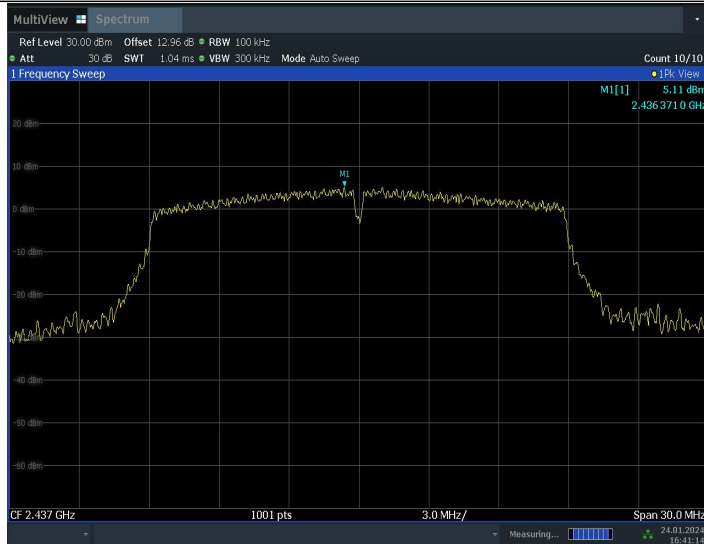 MultiView Spectrum
Ref Level 30.00 dBm Offset 12.96 dB RBW 100 kHz
Att 30 dB SWT 1.04 ms VBW 300 kHz Mode Auto Sweep Count 10/10
1 Frequency Sweep 1Pk View
M1[1] 5.11 dBm
2.4363710 GHz
20 dBm
10 dBm
M1
0 dBm
-10 dBm
-20 dBm
-40 dBm
-50 dBm
-60 dBm
CF 2.437 GHz 1001 pts 3.0 MHz/ Span 30.0 MHz
Measuring... 24.01.2024
16:41:14